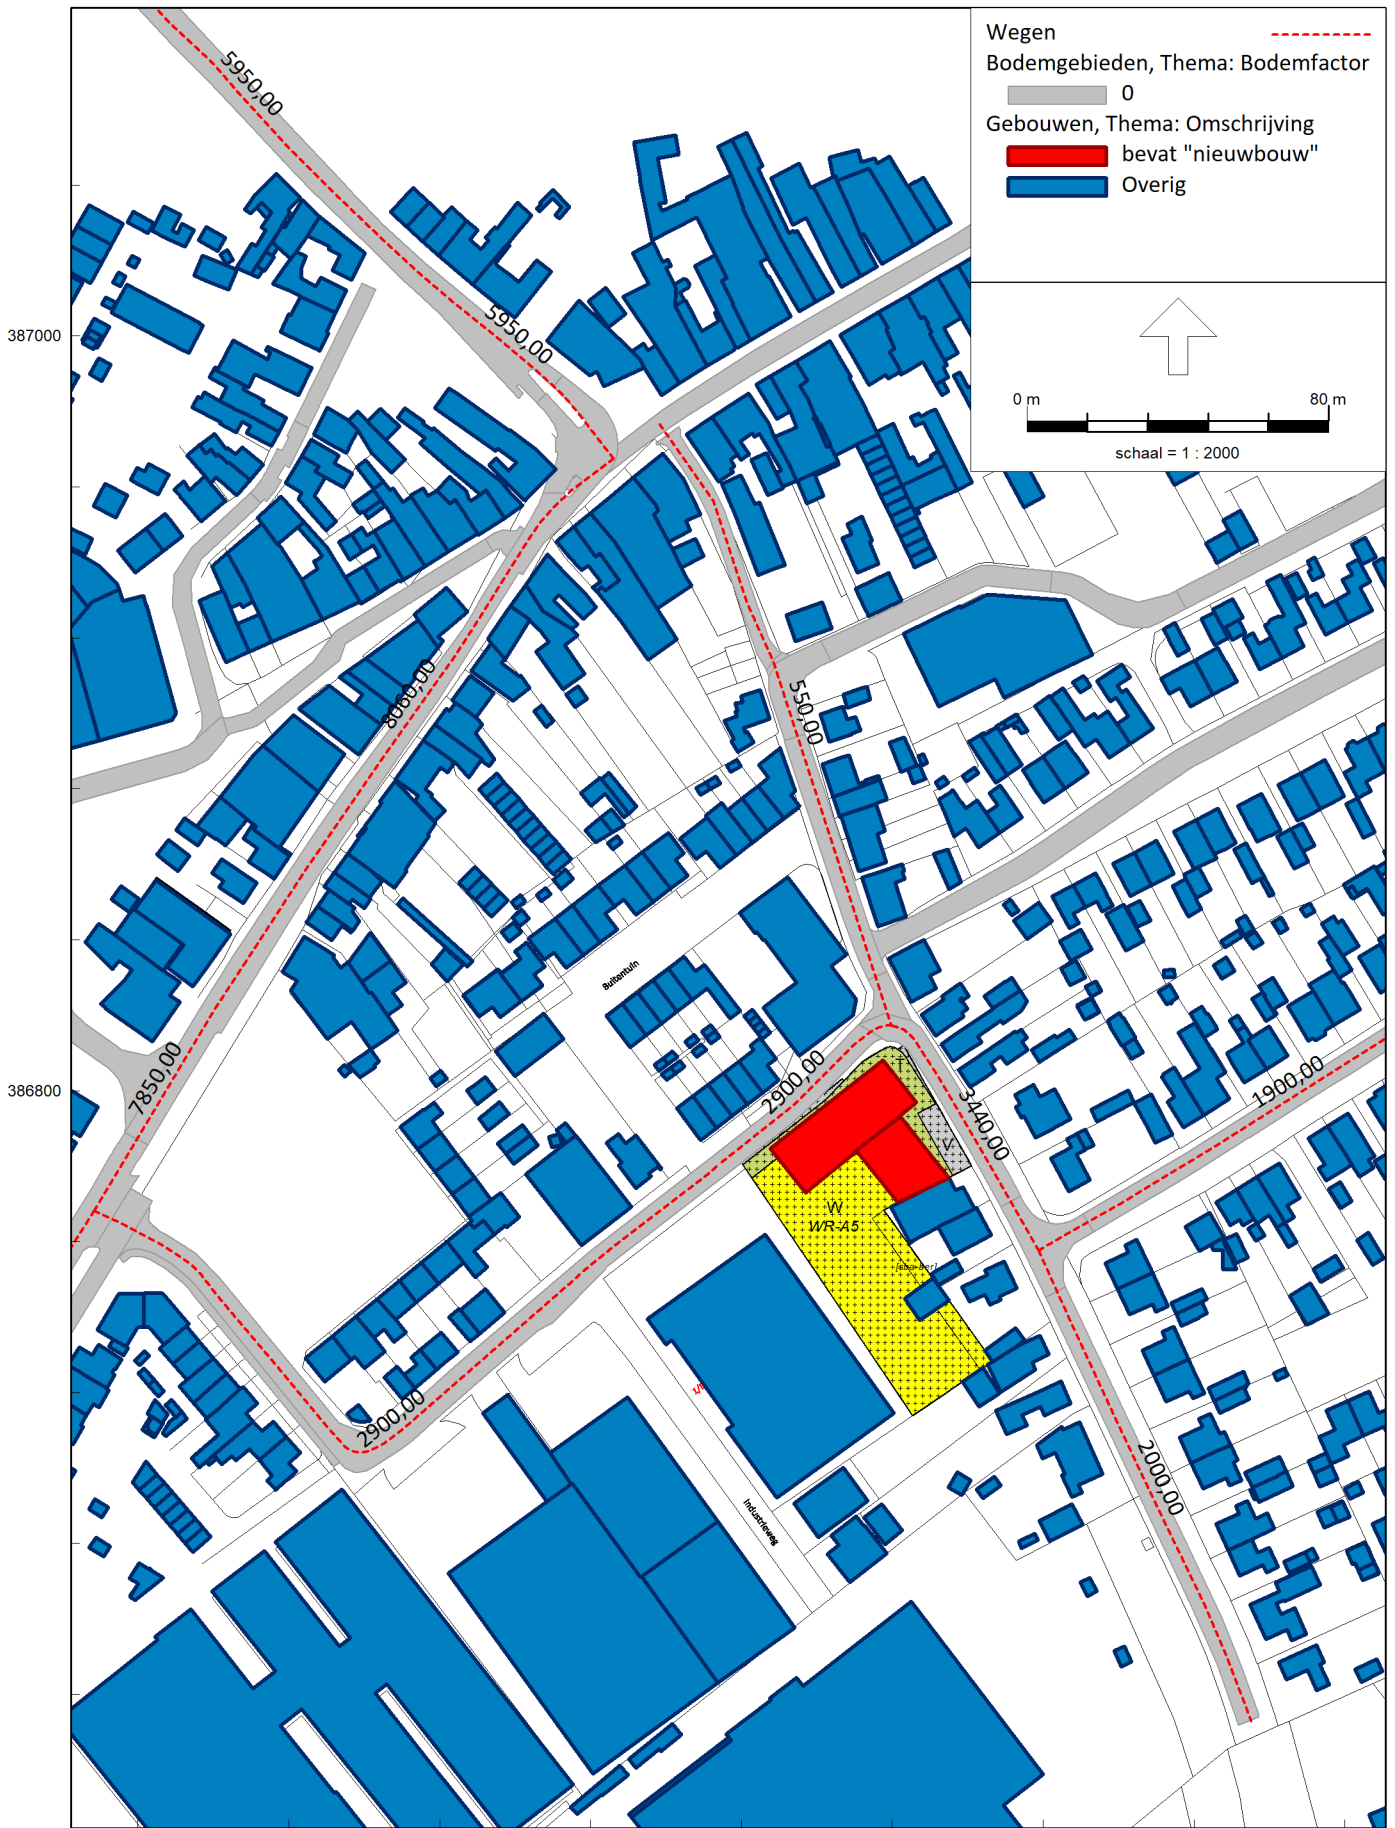 Wegen
Bodemgebieden, Thema: Bodemfactor
0
Gebouwen, Thema: Omschrijving
bevat "nieuwbouw"
Overig
0 m 80 m
schaal = 1 : 2000
5950,00
387000
5950,00
8060,00
550,00
Buitentuin
386800
7850,00
2900,00
T
3440,00
V
1900,00
W
WR-A5
2900,00
2000,00
Industrieweg